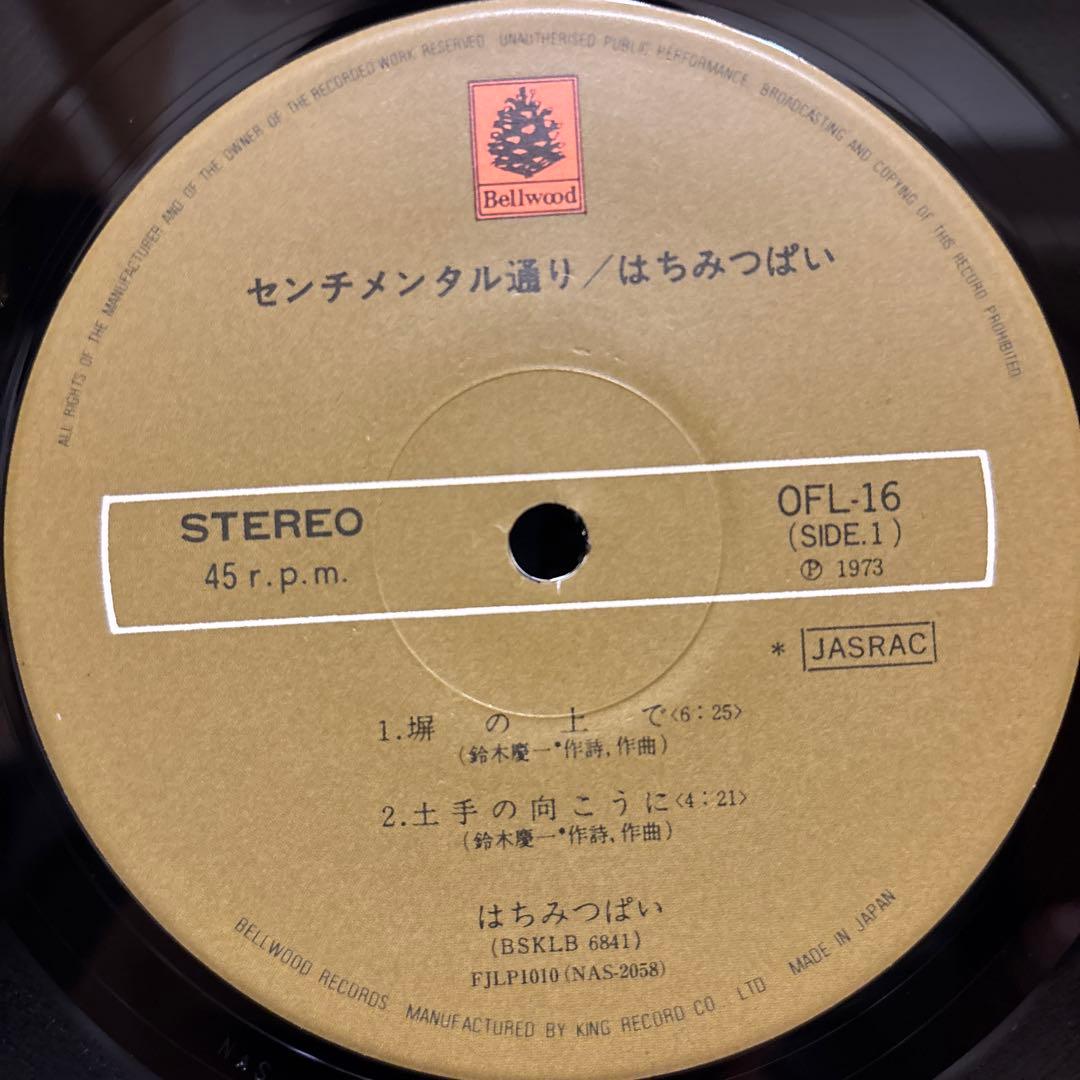 ALL RIGHTS OF THE MANUFACTURER AND OF THE OWNER OF THE RECORDED WORK RESERVED. UNAUTHORISED PUBLIC PERFORMANCE, BROADCASTING AND COPYING OF THIS RECORD PROHIBITED.
Bellwood
センチメンタル通り/はちみつぱい
STEREO
45 r.p.m.
OFL-16
(SIDE.1)
Ⓟ 1973
* JASRAC
1.塀の上で<6:25>
(鈴木慶一*作詩,作曲)
2.土手の向こうに<4:21>
(鈴木慶一*作詩,作曲)
はちみつぱい
(BSKLB 6841)
FJLP1010 (NAS-2058)
BELLWOOD RECORDS MANUFACTURED BY KING RECORD CO. LTD MADE IN JAPAN
NAS